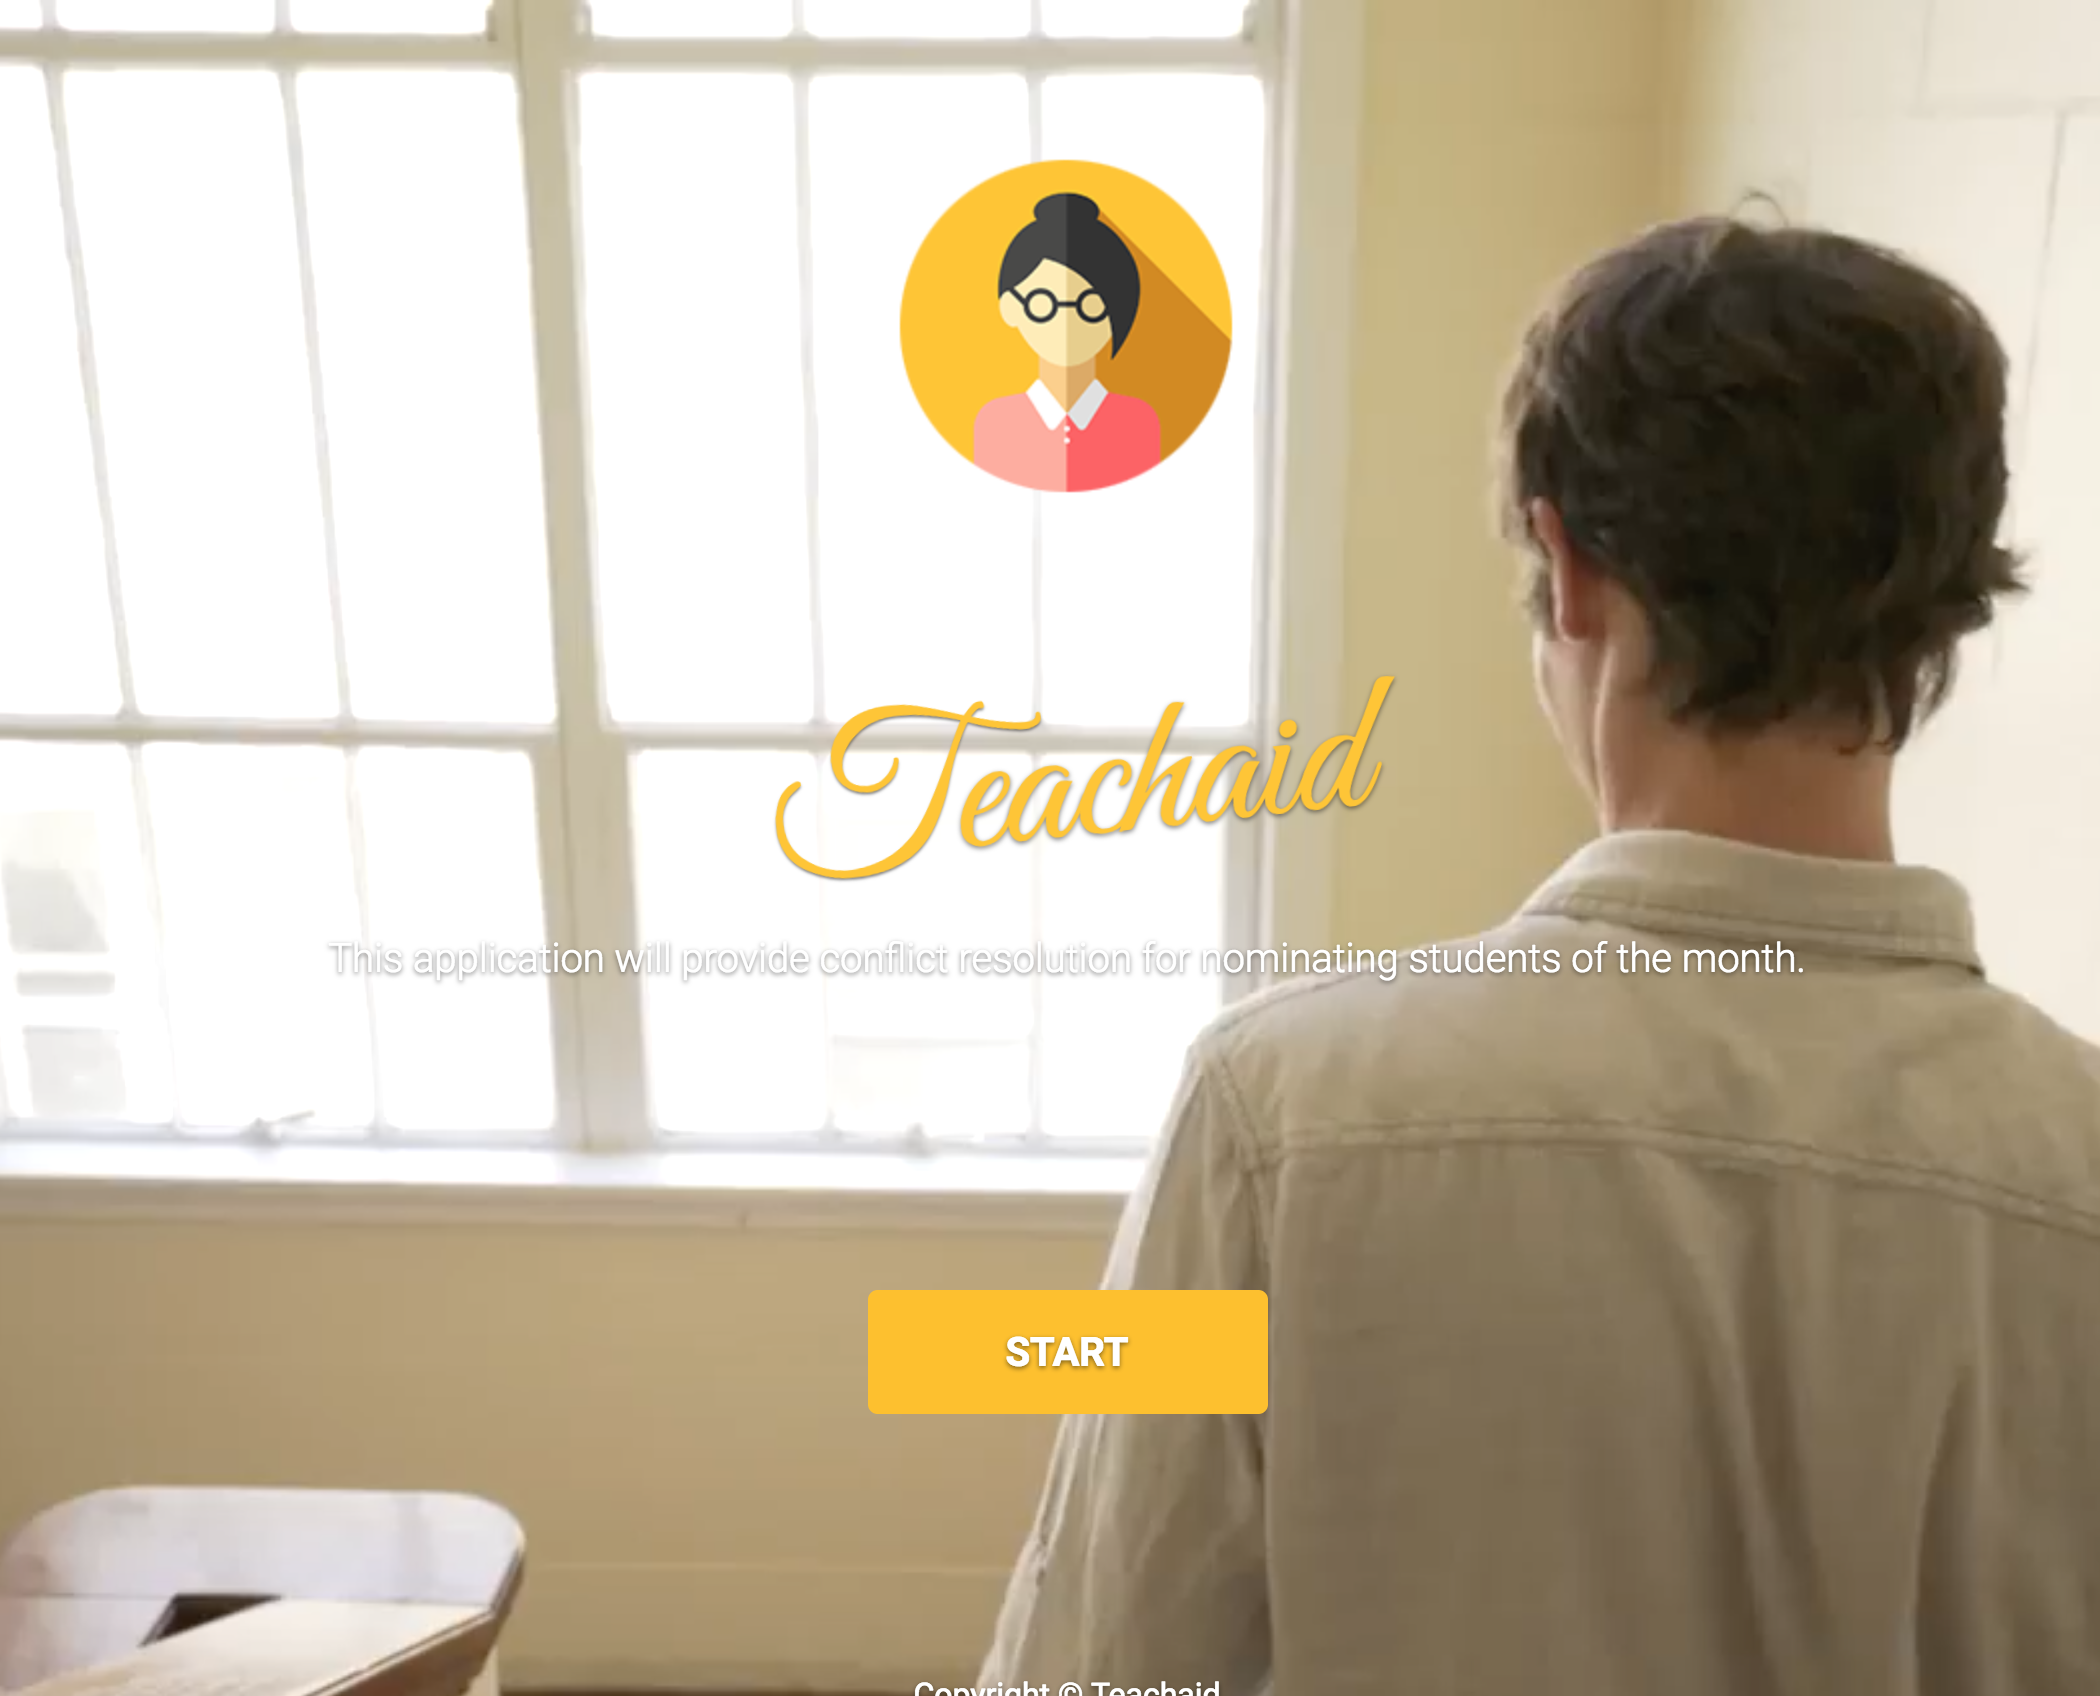 Teachaid
This application will provide conflict resolution for nominating students of the month.
START
Copyright © Teachaid